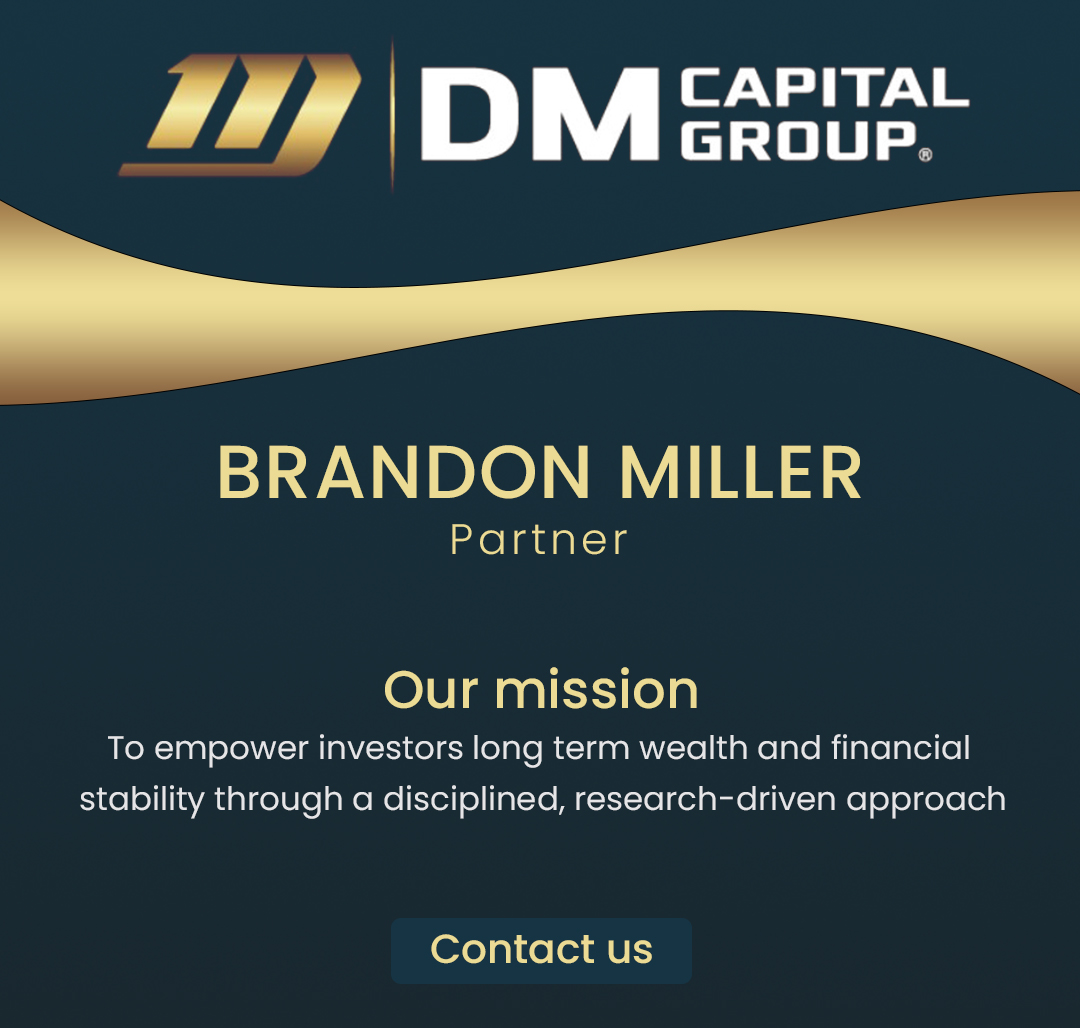 DM CAPITAL
GROUP®
BRANDON MILLER
Partner
Our mission
To empower investors long term wealth and financial
stability through a disciplined, research-driven approach
Contact us